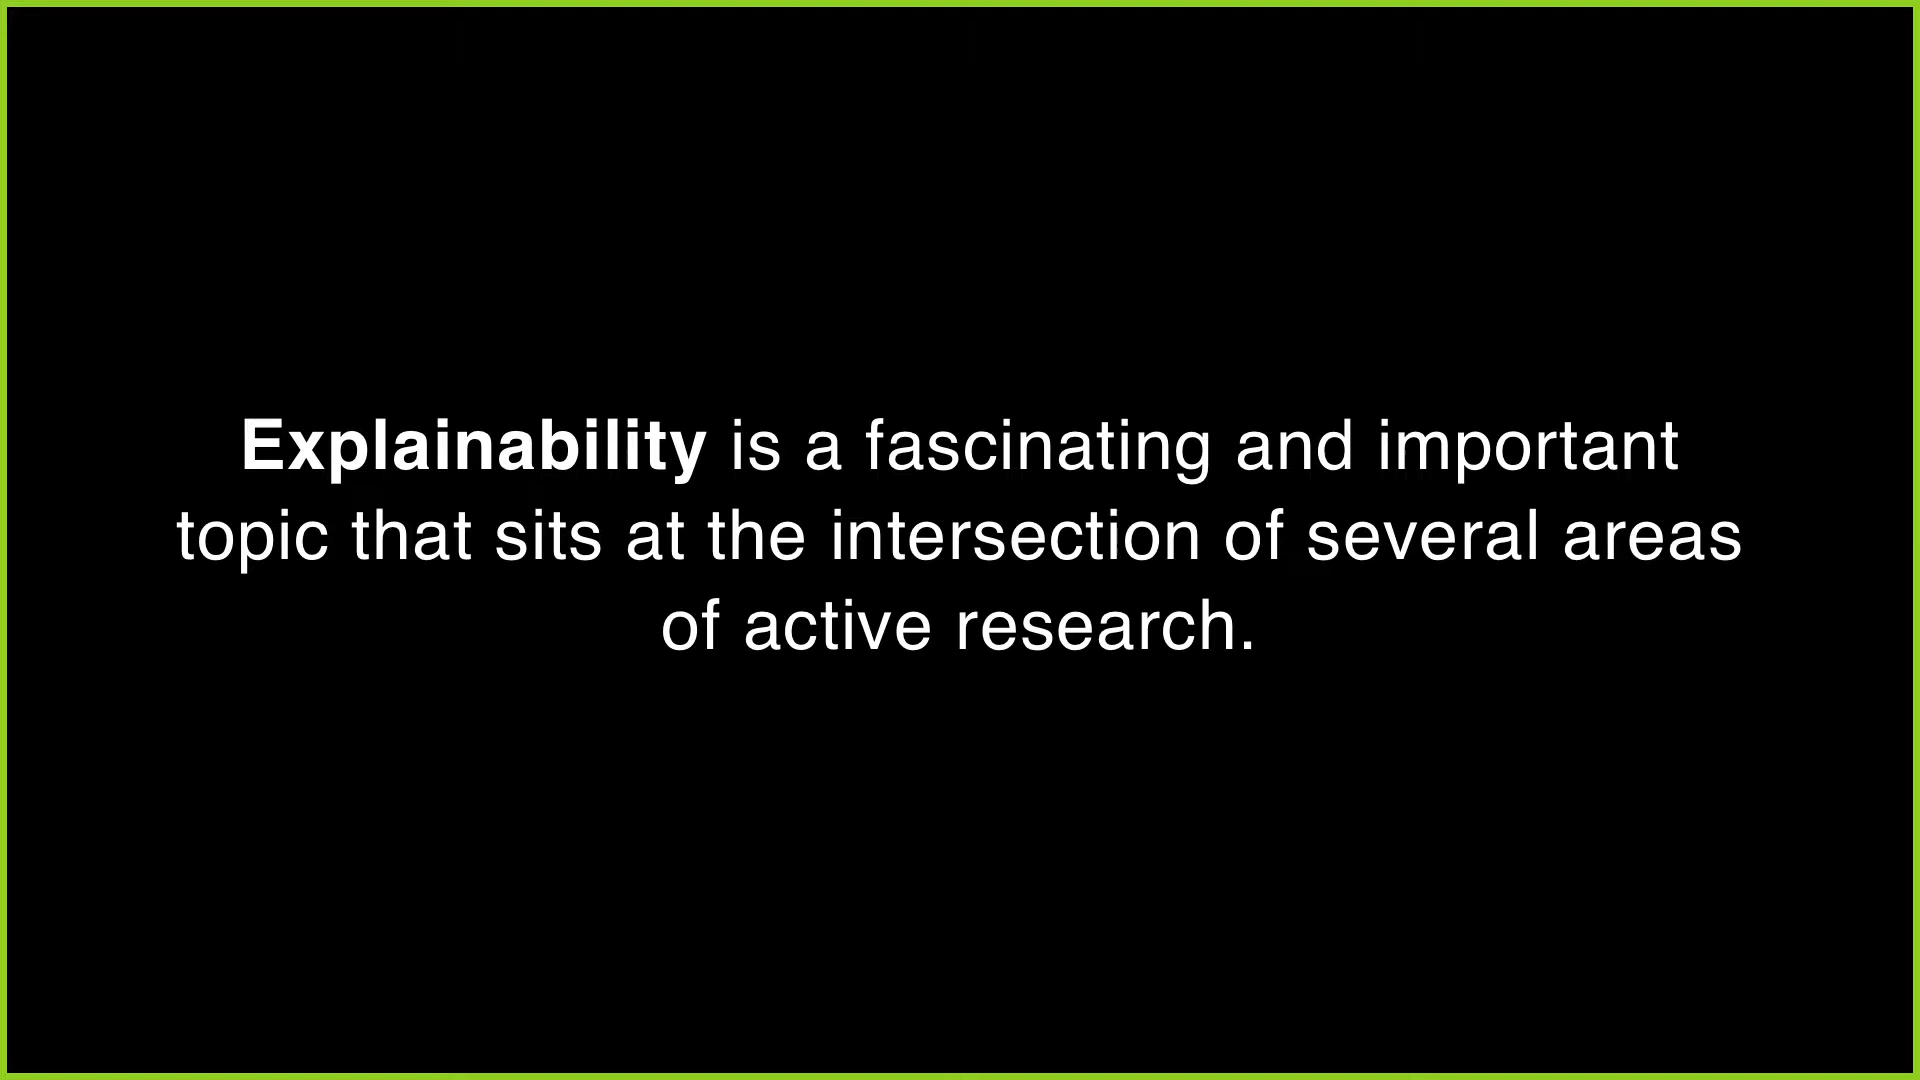 Explainability is a fascinating and important
topic that sits at the intersection of several areas
of active research.